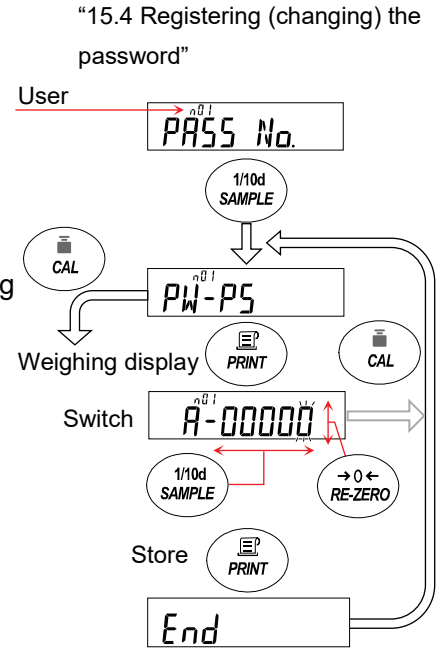 “15.4 Registering (changing) the
password”
User
n01
PASS No.
1/10d
SAMPLE
g
CAL
n01
PW-PS
Weighing display
PRINT
CAL
Switch
n01
A-00000
1/10d
SAMPLE
→0←
RE-ZERO
Store
PRINT
End